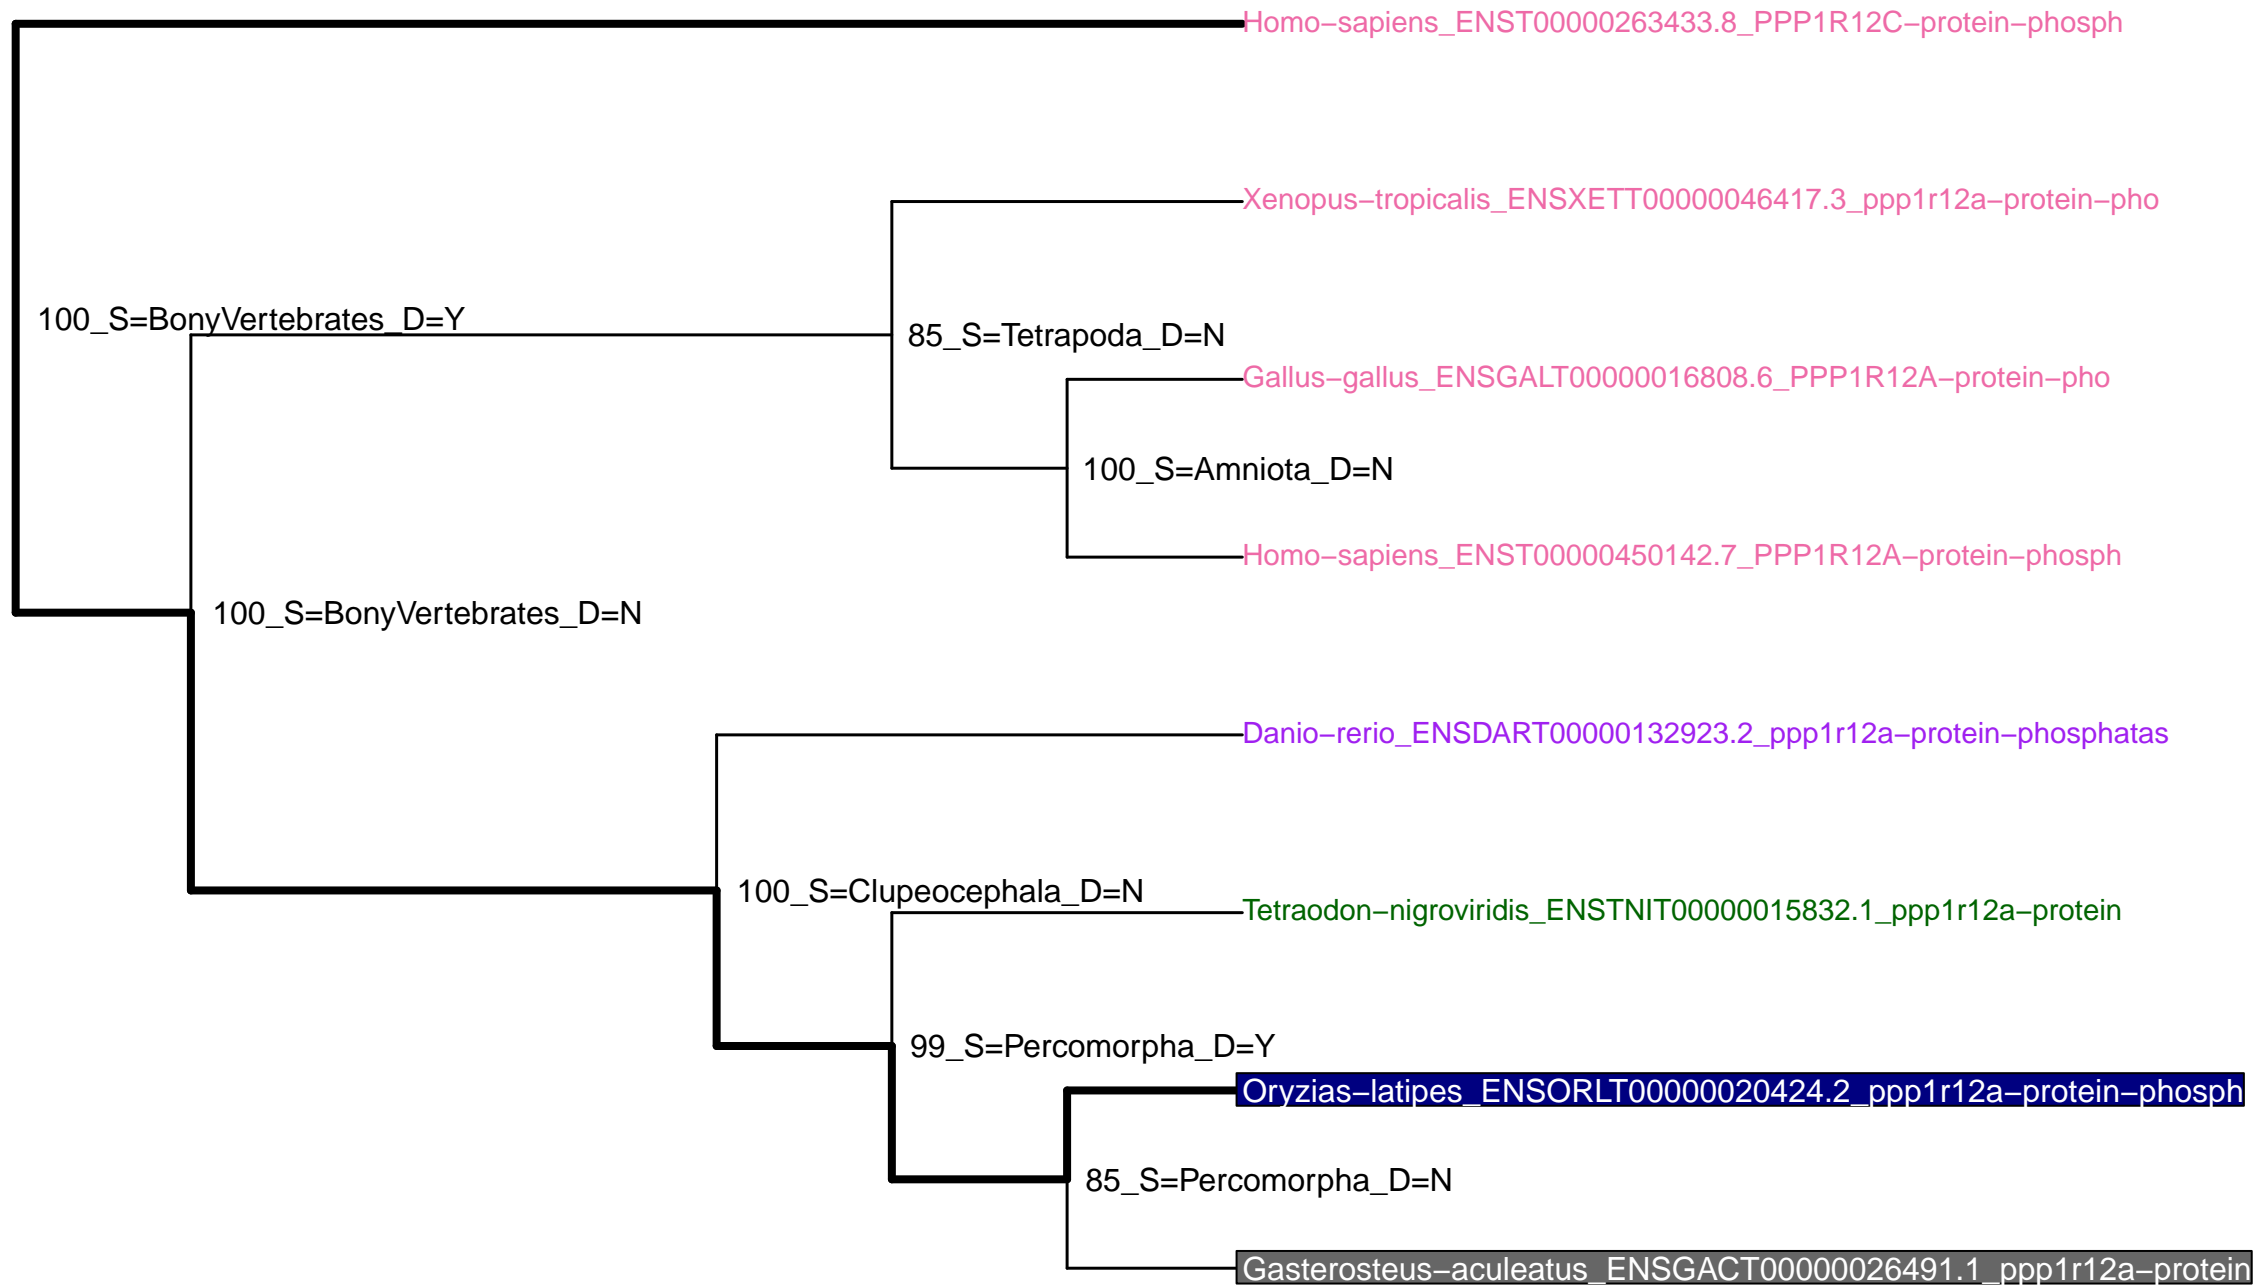 Homo−sapiens_ENST00000263433.8_PPP1R12C−protein−phosph
Xenopus−tropicalis_ENSXETT00000046417.3_ppp1r12a−protein−pho
100_S=BonyVertebrates_D=Y
85_S=Tetrapoda_D=N
Gallus−gallus_ENSGALT00000016808.6_PPP1R12A−protein−pho
100_S=Amniota_D=N
Homo−sapiens_ENST00000450142.7_PPP1R12A−protein−phosph
100_S=BonyVertebrates_D=N
Danio−rerio_ENSDART00000132923.2_ppp1r12a−protein−phosphatas
100_S=Clupeocephala_D=N
Tetraodon−nigroviridis_ENSTNIT00000015832.1_ppp1r12a−protein
99_S=Percomorpha_D=Y
Oryzias−latipes_ENSORLT00000020424.2_ppp1r12a−protein−phosph
85_S=Percomorpha_D=N
Gasterosteus−aculeatus_ENSGACT00000026491.1_ppp1r12a−protein